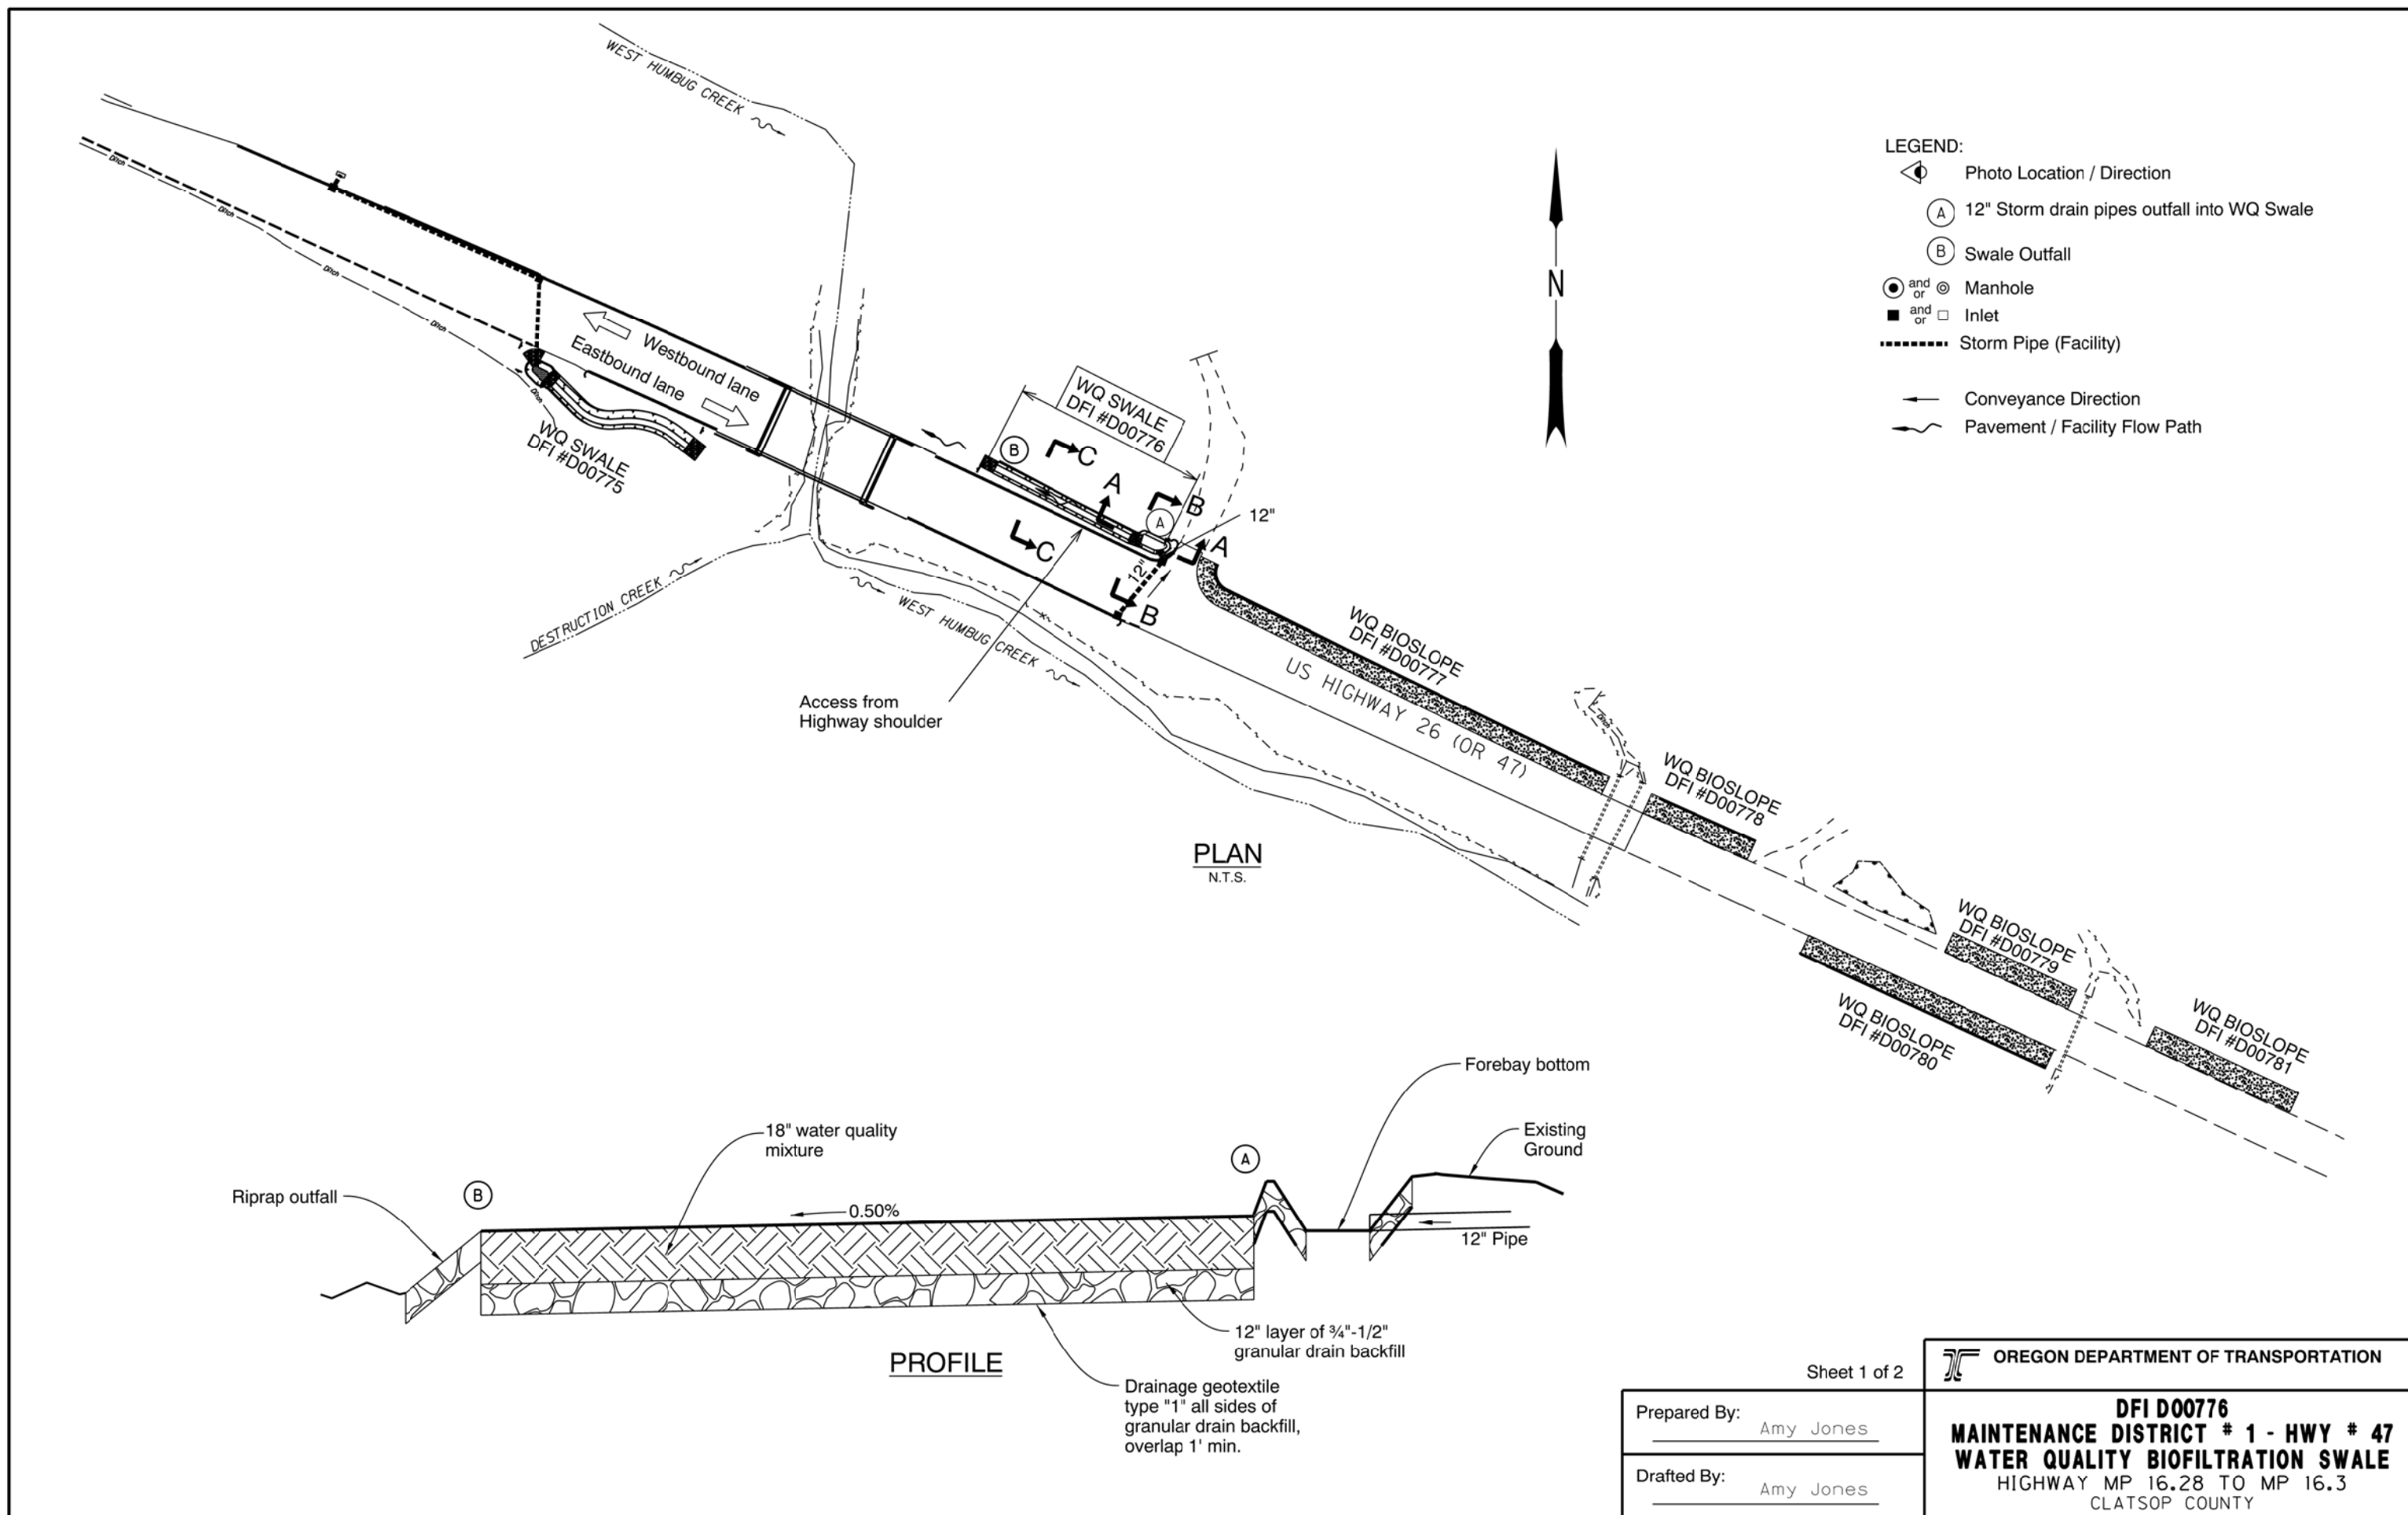 WEST HUMBUG CREEK
Ditch
Ditch
Ditch
Ditch
Ditch
Westbound lane
Eastbound lane
WQ SWALE
DFI #D00775
WQ SWALE
DFI #D00776
B
C
A
B
A
12"
A
C
12"
B
DESTRUCTION CREEK
WEST HUMBUG CREEK
Access from
Highway shoulder
WQ BIOSLOPE
DFI #D00777
US HIGHWAY 26 (OR 47)
Ditch
WQ BIOSLOPE
DFI #D00778
WQ BIOSLOPE
DFI #D00779
WQ BIOSLOPE
DFI #D00780
WQ BIOSLOPE
DFI #D00781
N
LEGEND:
Photo Location / Direction
A 12" Storm drain pipes outfall into WQ Swale
B Swale Outfall
and or Manhole
and or Inlet
Storm Pipe (Facility)
Conveyance Direction
Pavement / Facility Flow Path
PLAN
N.T.S.
Forebay bottom
18" water quality
mixture
Existing
Ground
A
B
Riprap outfall
0.50%
12" Pipe
12" layer of ¾"-1/2"
granular drain backfill
PROFILE
Drainage geotextile
type "1" all sides of
granular drain backfill,
overlap 1' min.
Sheet 1 of 2
OREGON DEPARTMENT OF TRANSPORTATION
Prepared By: Amy Jones
Drafted By: Amy Jones
DFI D00776
MAINTENANCE DISTRICT # 1 - HWY # 47
WATER QUALITY BIOFILTRATION SWALE
HIGHWAY MP 16.28 TO MP 16.3
CLATSOP COUNTY